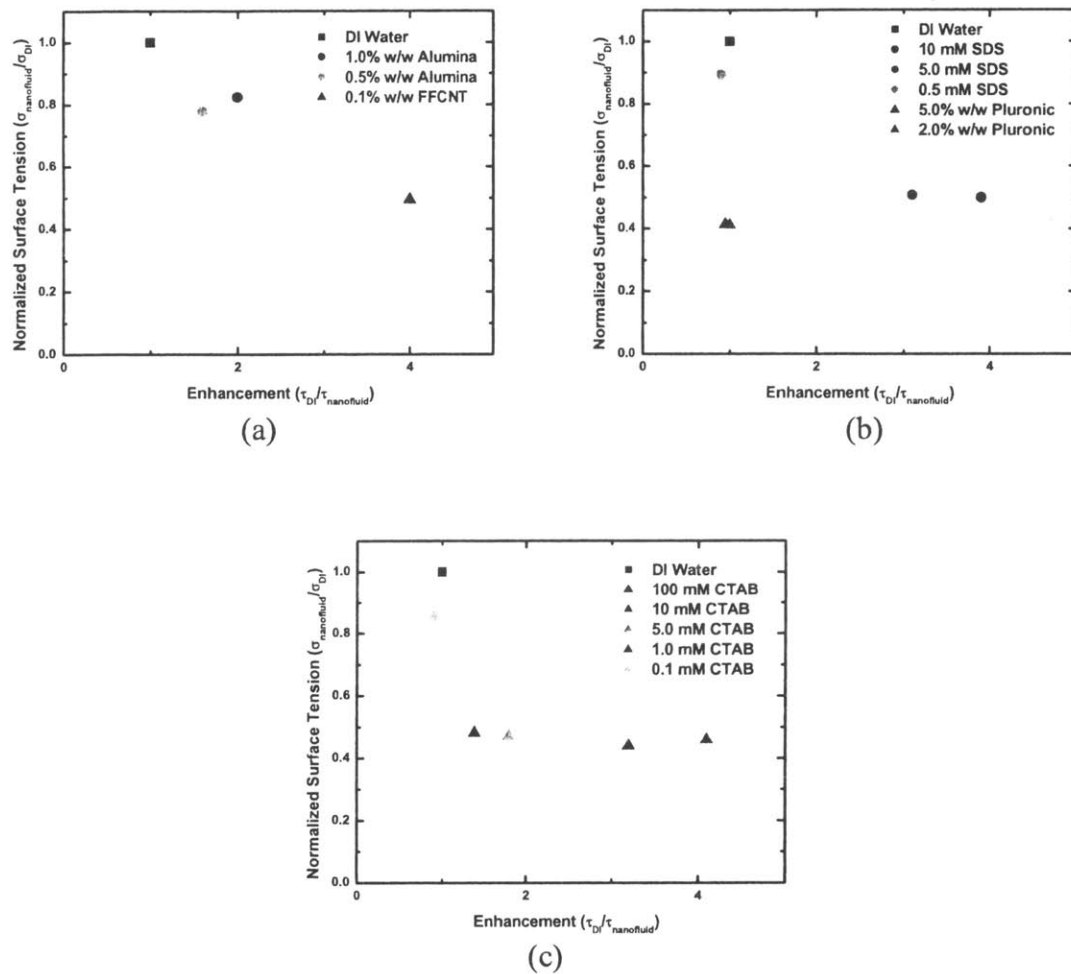 Normalized Surface Tension (σnanofluid/σDI)
1.0
0.8
0.6
0.4
0.2
0.0
0
2
4
DI Water
1.0% w/w Alumina
0.5% w/w Alumina
0.1% w/w FFCNT
Enhancement (τDI/τnanofluid)
(a)
Normalized Surface Tension (σnanofluid/σDI)
1.0
0.8
0.6
0.4
0.2
0.0
0
2
4
DI Water
10 mM SDS
5.0 mM SDS
0.5 mM SDS
5.0% w/w Pluronic
2.0% w/w Pluronic
Enhancement (τDI/τnanofluid)
(b)
Normalized Surface Tension (σnanofluid/σDI)
1.0
0.8
0.6
0.4
0.2
0.0
0
2
4
DI Water
100 mM CTAB
10 mM CTAB
5.0 mM CTAB
1.0 mM CTAB
0.1 mM CTAB
Enhancement (τDI/τnanofluid)
(c)